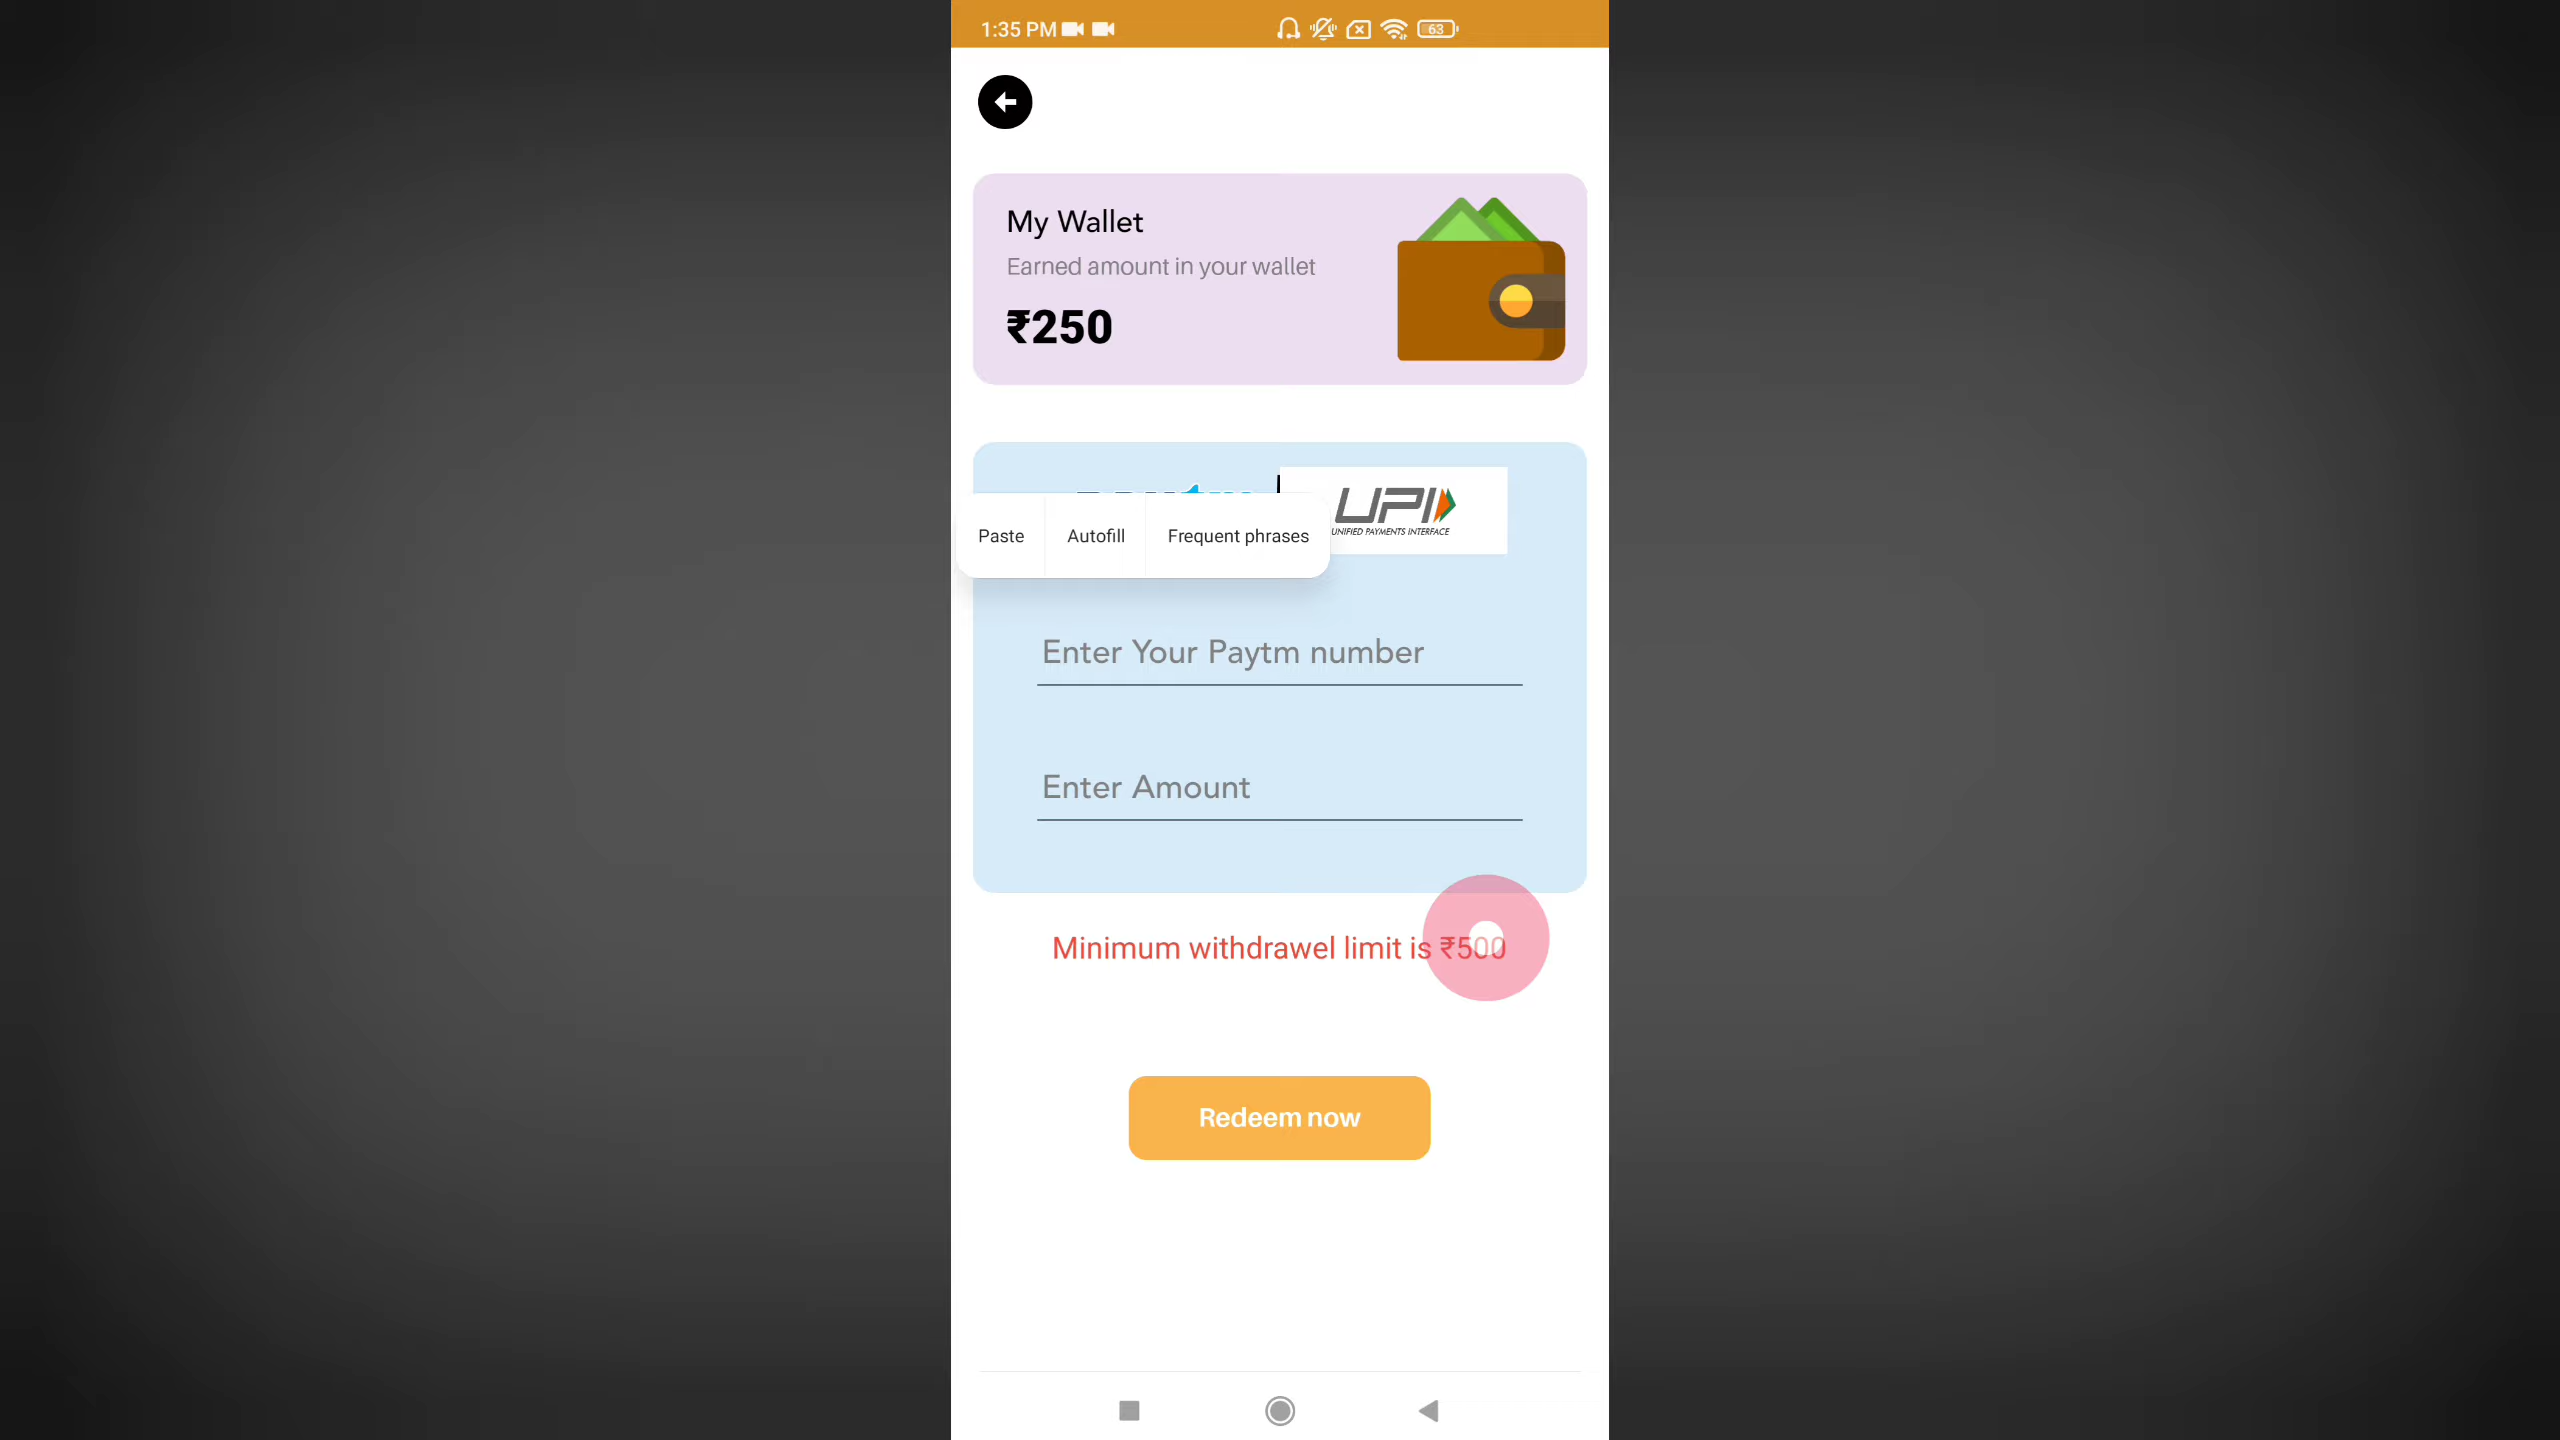 1:35 PM
63
My Wallet
Earned amount in your wallet
₹250
UPI
UNIFIED PAYMENTS INTERFACE
Paste
Autofill
Frequent phrases
Enter Your Paytm number
Enter Amount
Minimum withdrawel limit is ₹500
Redeem now